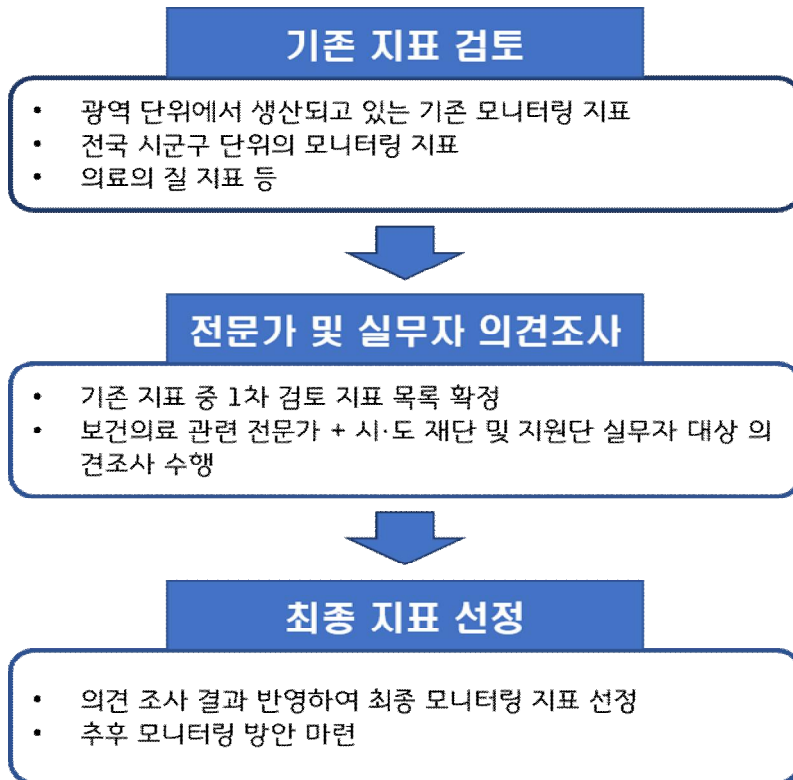 기존 지표 검토
• 광역 단위에서 생산되고 있는 기존 모니터링 지표
• 전국 시군구 단위의 모니터링 지표
• 의료의 질 지표 등
전문가 및 실무자 의견조사
• 기존 지표 중 1차 검토 지표 목록 확정
• 보건의료 관련 전문가 + 시·도 재단 및 지원단 실무자 대상 의
견조사 수행
최종 지표 선정
• 의견 조사 결과 반영하여 최종 모니터링 지표 선정
• 추후 모니터링 방안 마련